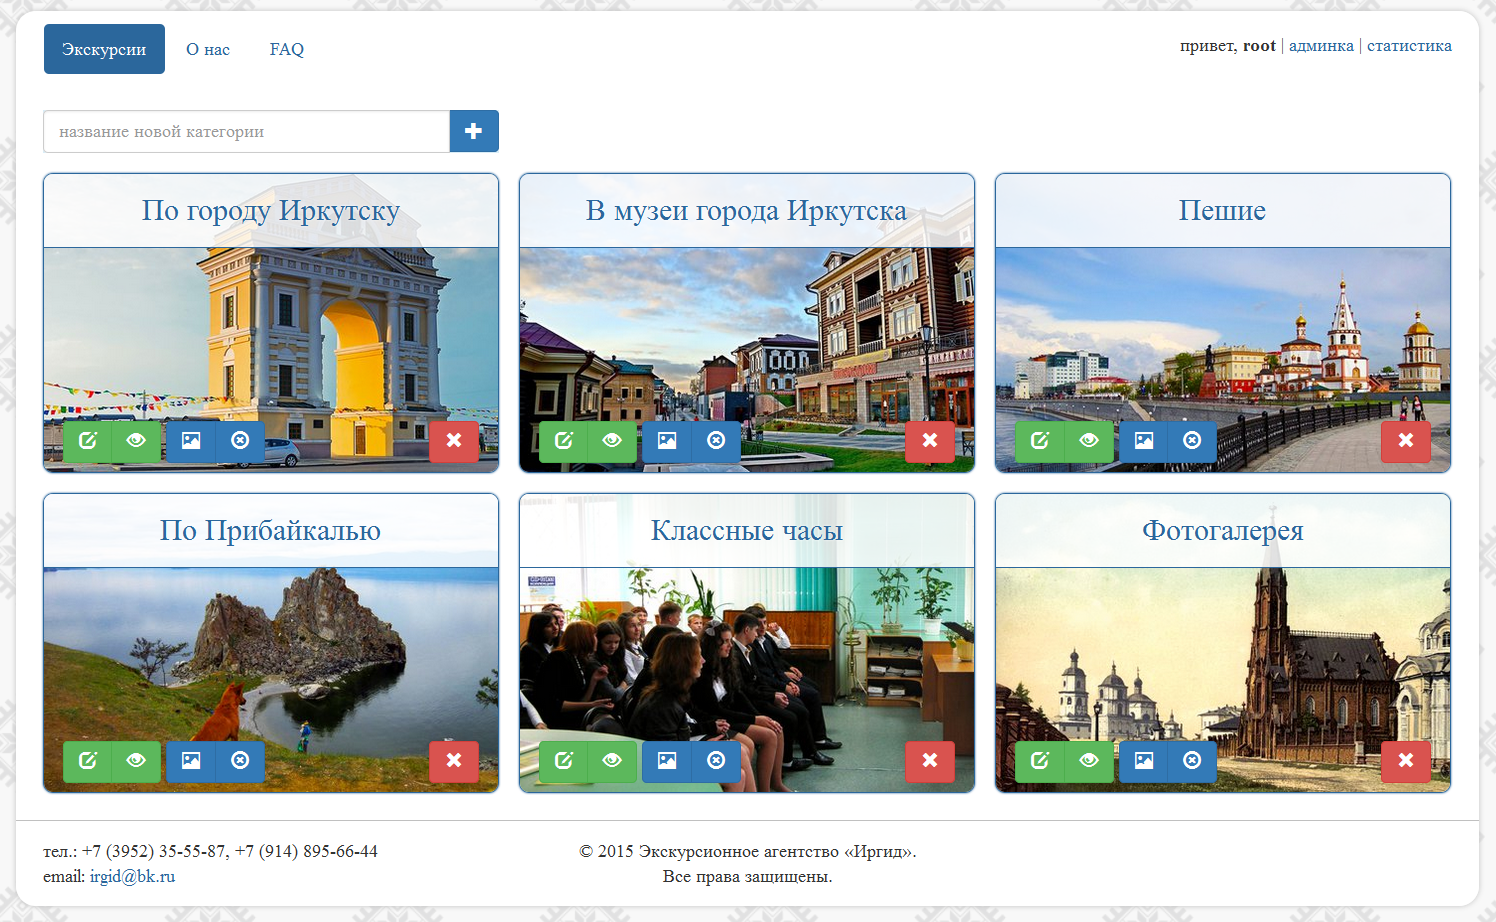 Экскурсии
О нас
FAQ
привет, root | админка | статистика
название новой категории
По городу Иркутску
В музеи города Иркутска
Пешие
По Прибайкалью
Классные часы
Фотогалерея
тел.: +7 (3952) 35-55-87, +7 (914) 895-66-44
email: irgid@bk.ru
© 2015 Экскурсионное агентство «Иргид».
Все права защищены.